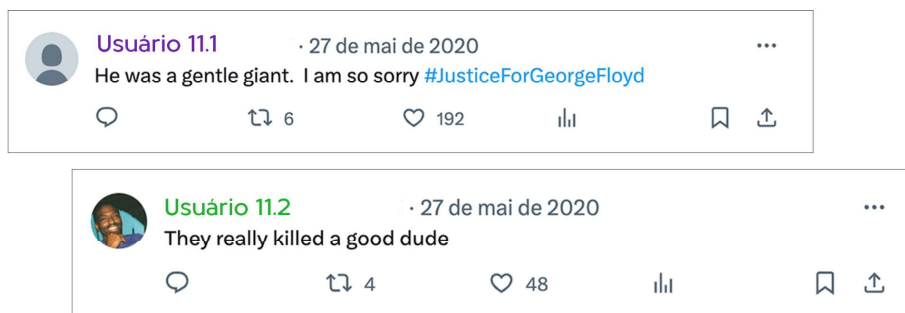 Usuário 11.1 · 27 de mai de 2020
He was a gentle giant. I am so sorry #JusticeForGeorgeFloyd
6 192
Usuário 11.2 · 27 de mai de 2020
They really killed a good dude
4 48